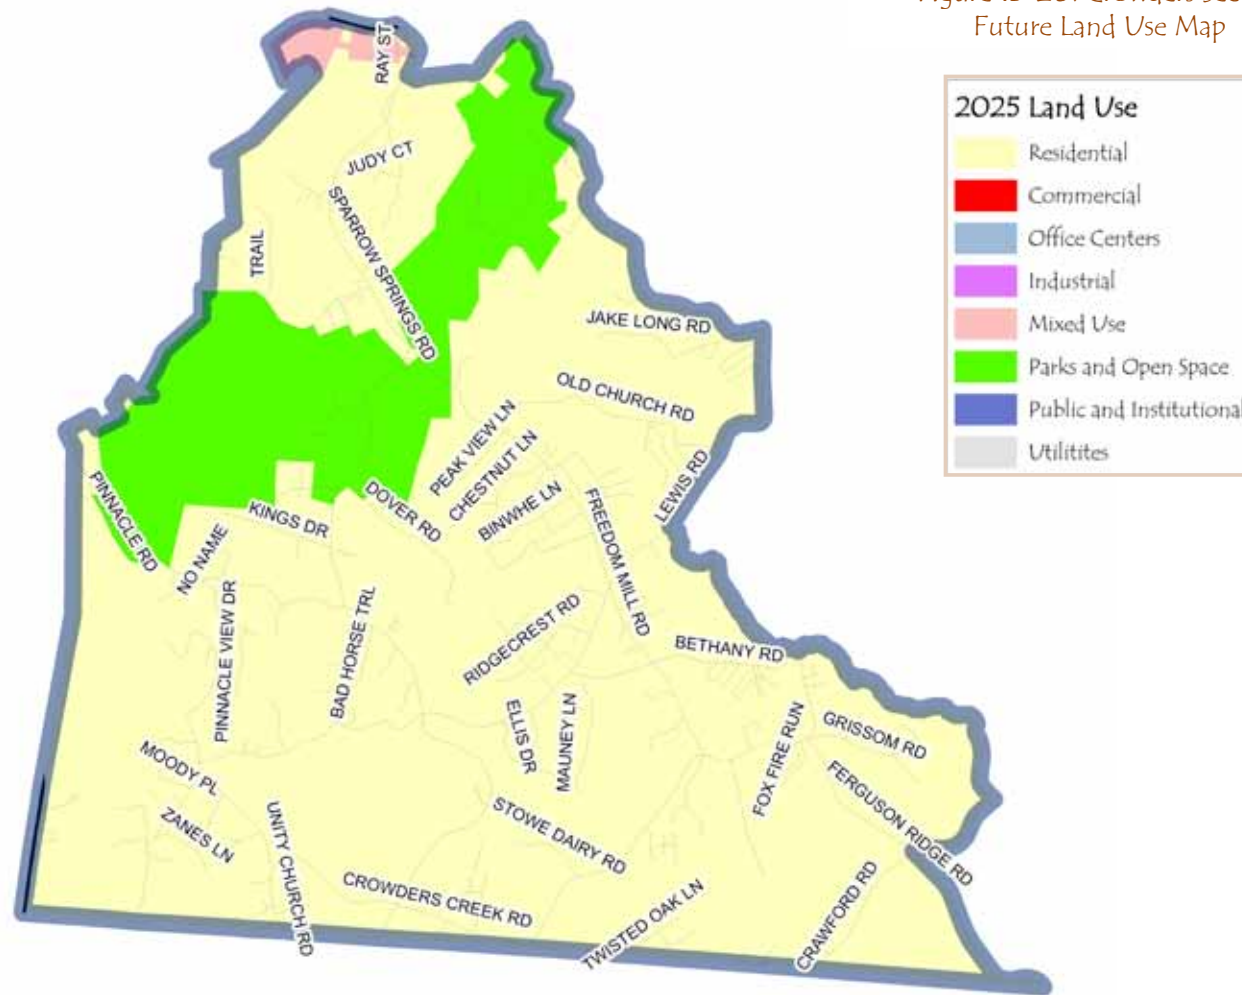 Future Land Use Map
2025 Land Use
Residential
Commercial
Office Centers
Industrial
Mixed Use
Parks and Open Space
Public and Institutional
Utilitites
RAY ST
JUDY CT
SPARROW SPRINGS RD
TRAIL
JAKE LONG RD
OLD CHURCH RD
PEAK VIEW LN
CHESTNUT LN
BINWHE LN
LEWIS RD
FREEDOM MILL RD
DOVER RD
KINGS DR
PINNACLE RD
NO NAME
PINNACLE VIEW DR
BAD HORSE TRL
RIDGECREST RD
BETHANY RD
ELLIS DR
MAUNEY LN
FOX FIRE RUN
GRISSOM RD
FERGUSON RIDGE RD
MOODY PL
ZANES LN
UNITY CHURCH RD
STOWE DAIRY RD
CROWDERS CREEK RD
TWISTED OAK LN
CRAWFORD RD